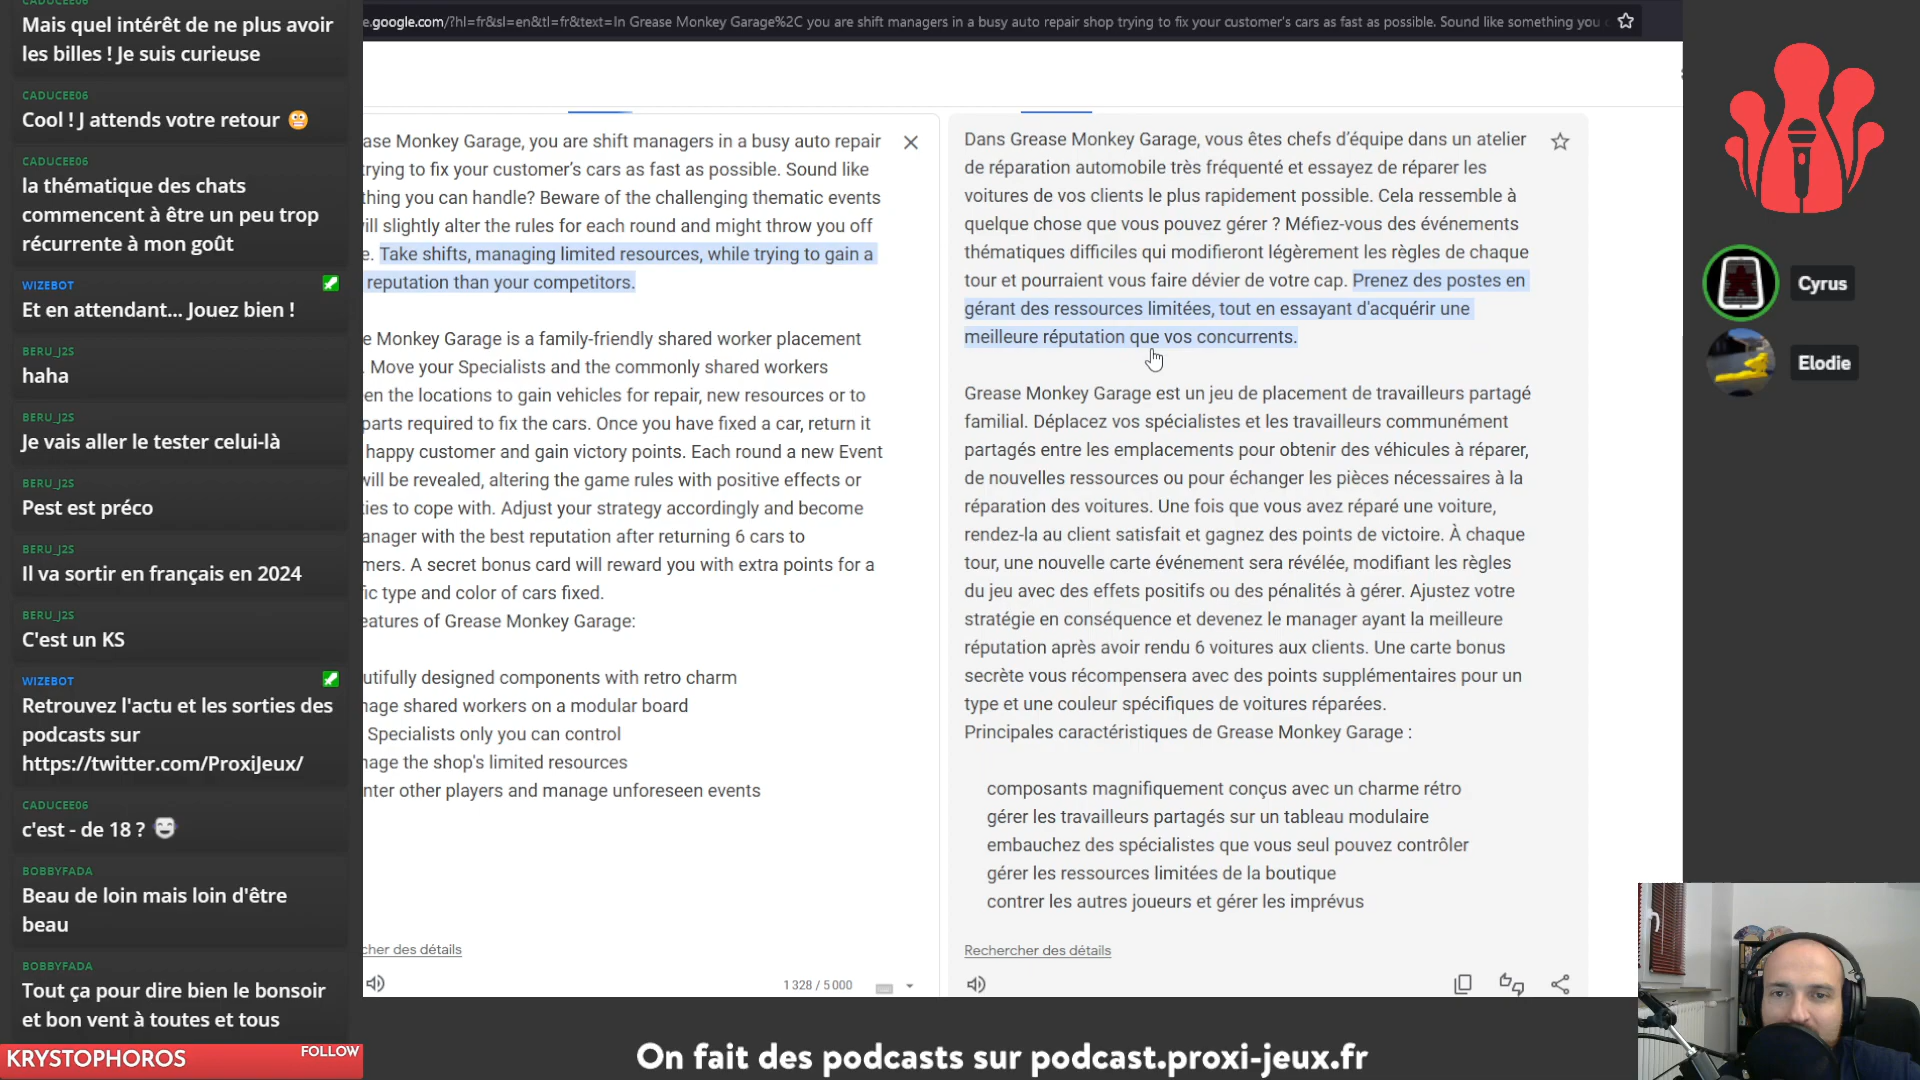 CADUCEE06
Mais quel intérêt de ne plus avoir
les billes ! Je suis curieuse
CADUCEE06
Cool ! J attends votre retour
CADUCEE06
la thématique des chats
commencent à être un peu trop
récurrente à mon goût
WIZEBOT
Et en attendant... Jouez bien !
BERU_J2S
haha
BERU_J2S
Je vais aller le tester celui-là
BERU_J2S
Pest est préco
BERU_J2S
Il va sortir en français en 2024
BERU_J2S
C'est un KS
WIZEBOT
Retrouvez l'actu et les sorties des
podcasts sur
https://twitter.com/ProxiJeux/
CADUCEE06
c'est - de 18 ?
BOBBYFADA
Beau de loin mais loin d'être
beau
BOBBYFADA
Tout ça pour dire bien le bonsoir
et bon vent à toutes et tous
KRYSTOPHOROS
FOLLOW
e.google.com/?hl=fr&sl=en&tl=fr&text=In Grease Monkey Garage%2C you are shift managers in a busy auto repair shop trying to fix your customer's cars as fast as possible. Sound like something you
ase Monkey Garage, you are shift managers in a busy auto repair
trying to fix your customer's cars as fast as possible. Sound like
thing you can handle? Beware of the challenging thematic events
ill slightly alter the rules for each round and might throw you off
e. Take shifts, managing limited resources, while trying to gain a
reputation than your competitors.
e Monkey Garage is a family-friendly shared worker placement
. Move your Specialists and the commonly shared workers
en the locations to gain vehicles for repair, new resources or to
parts required to fix the cars. Once you have fixed a car, return it
happy customer and gain victory points. Each round a new Event
will be revealed, altering the game rules with positive effects or
ties to cope with. Adjust your strategy accordingly and become
anager with the best reputation after returning 6 cars to
mers. A secret bonus card will reward you with extra points for a
fic type and color of cars fixed.
eatures of Grease Monkey Garage:
utifully designed components with retro charm
nage shared workers on a modular board
Specialists only you can control
nage the shop's limited resources
nter other players and manage unforeseen events
cher des détails
1 328 / 5 000
Dans Grease Monkey Garage, vous êtes chefs d'équipe dans un atelier
de réparation automobile très fréquenté et essayez de réparer les
voitures de vos clients le plus rapidement possible. Cela ressemble à
quelque chose que vous pouvez gérer ? Méfiez-vous des événements
thématiques difficiles qui modifieront légèrement les règles de chaque
tour et pourraient vous faire dévier de votre cap. Prenez des postes en
gérant des ressources limitées, tout en essayant d'acquérir une
meilleure réputation que vos concurrents.
Grease Monkey Garage est un jeu de placement de travailleurs partagé
familial. Déplacez vos spécialistes et les travailleurs communément
partagés entre les emplacements pour obtenir des véhicules à réparer,
de nouvelles ressources ou pour échanger les pièces nécessaires à la
réparation des voitures. Une fois que vous avez réparé une voiture,
rendez-la au client satisfait et gagnez des points de victoire. À chaque
tour, une nouvelle carte événement sera révélée, modifiant les règles
du jeu avec des effets positifs ou des pénalités à gérer. Ajustez votre
stratégie en conséquence et devenez le manager ayant la meilleure
réputation après avoir rendu 6 voitures aux clients. Une carte bonus
secrète vous récompensera avec des points supplémentaires pour un
type et une couleur spécifiques de voitures réparées.
Principales caractéristiques de Grease Monkey Garage :
composants magnifiquement conçus avec un charme rétro
gérer les travailleurs partagés sur un tableau modulaire
embauchez des spécialistes que vous seul pouvez contrôler
gérer les ressources limitées de la boutique
contrer les autres joueurs et gérer les imprévus
Rechercher des détails
Cyrus
Elodie
On fait des podcasts sur podcast.proxi-jeux.fr